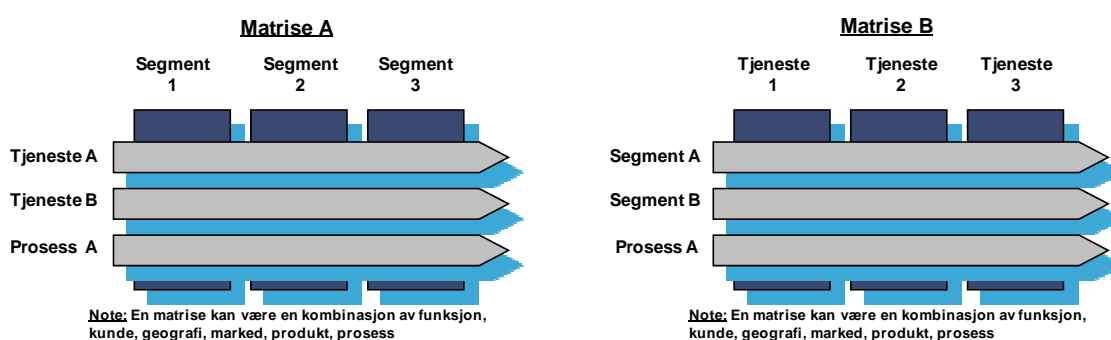 Matrise A
Segment
1
Segment
2
Segment
3
Tjeneste A
Tjeneste B
Prosess A
Note: En matrise kan være en kombinasjon av funksjon,
kunde, geografi, marked, produkt, prosess
Matrise B
Tjeneste
1
Tjeneste
2
Tjeneste
3
Segment A
Segment B
Prosess A
Note: En matrise kan være en kombinasjon av funksjon,
kunde, geografi, marked, produkt, prosess